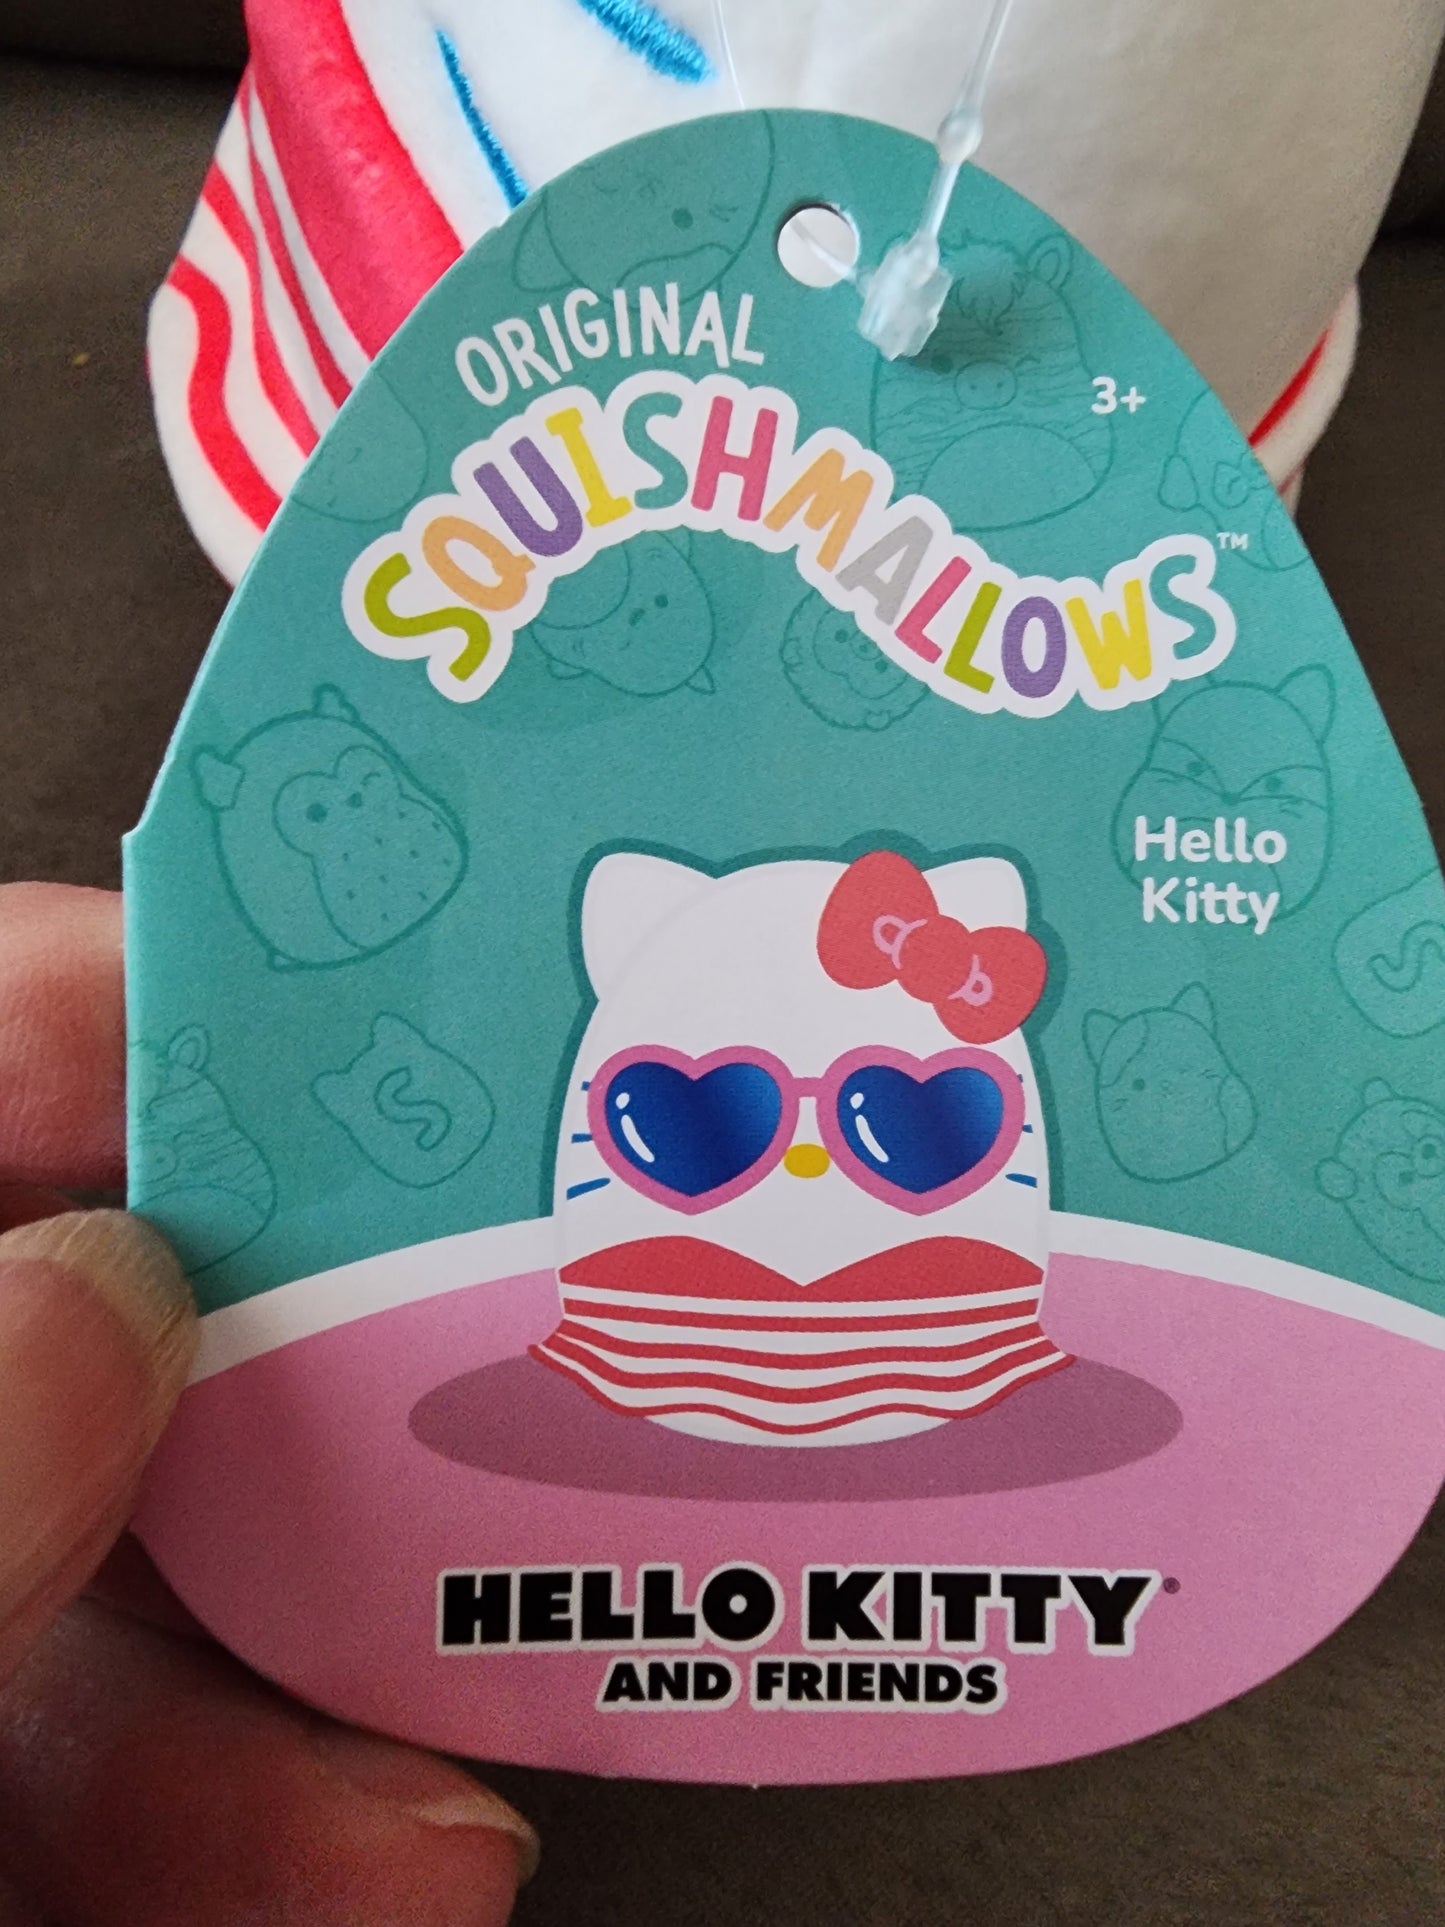 ORIGINAL
3+
SQUISHMALLOWS™
Hello
Kitty
S
S
HELLO KITTY®
AND FRIENDS